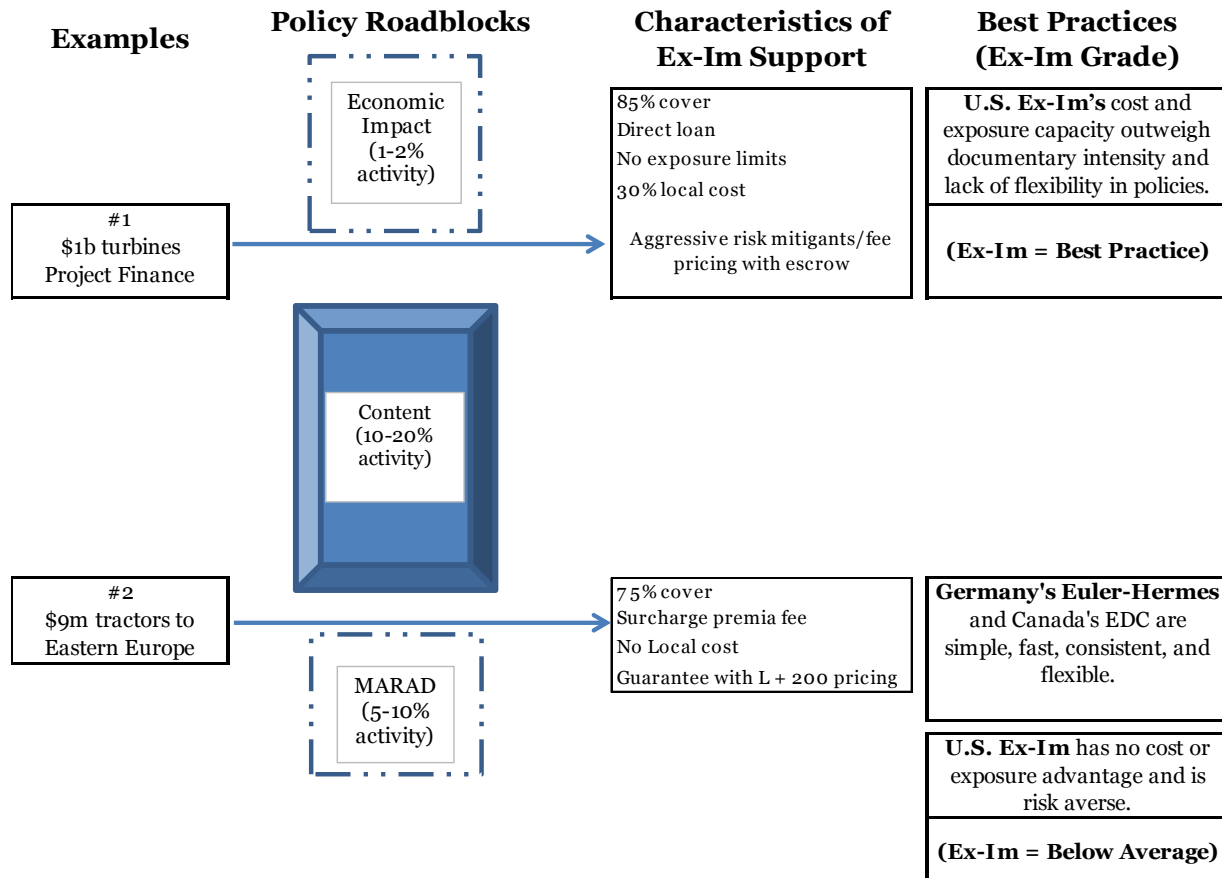 Examples
Policy Roadblocks
Characteristics of
Ex-Im Support
Best Practices
(Ex-Im Grade)
#1
$1b turbines
Project Finance
Economic
Impact
(1-2%
activity)
85% cover
Direct loan
No exposure limits
30% local cost
Aggressive risk mitigants/fee
pricing with escrow
U.S. Ex-Im’s cost and
exposure capacity outweigh
documentary intensity and
lack of flexibility in policies.
(Ex-Im = Best Practice)
Content
(10-20%
activity)
#2
$9m tractors to
Eastern Europe
MARAD
(5-10%
activity)
75% cover
Surcharge premia fee
No Local cost
Guarantee with L + 200 pricing
Germany's Euler-Hermes
and Canada's EDC are
simple, fast, consistent, and
flexible.
U.S. Ex-Im has no cost or
exposure advantage and is
risk averse.
(Ex-Im = Below Average)